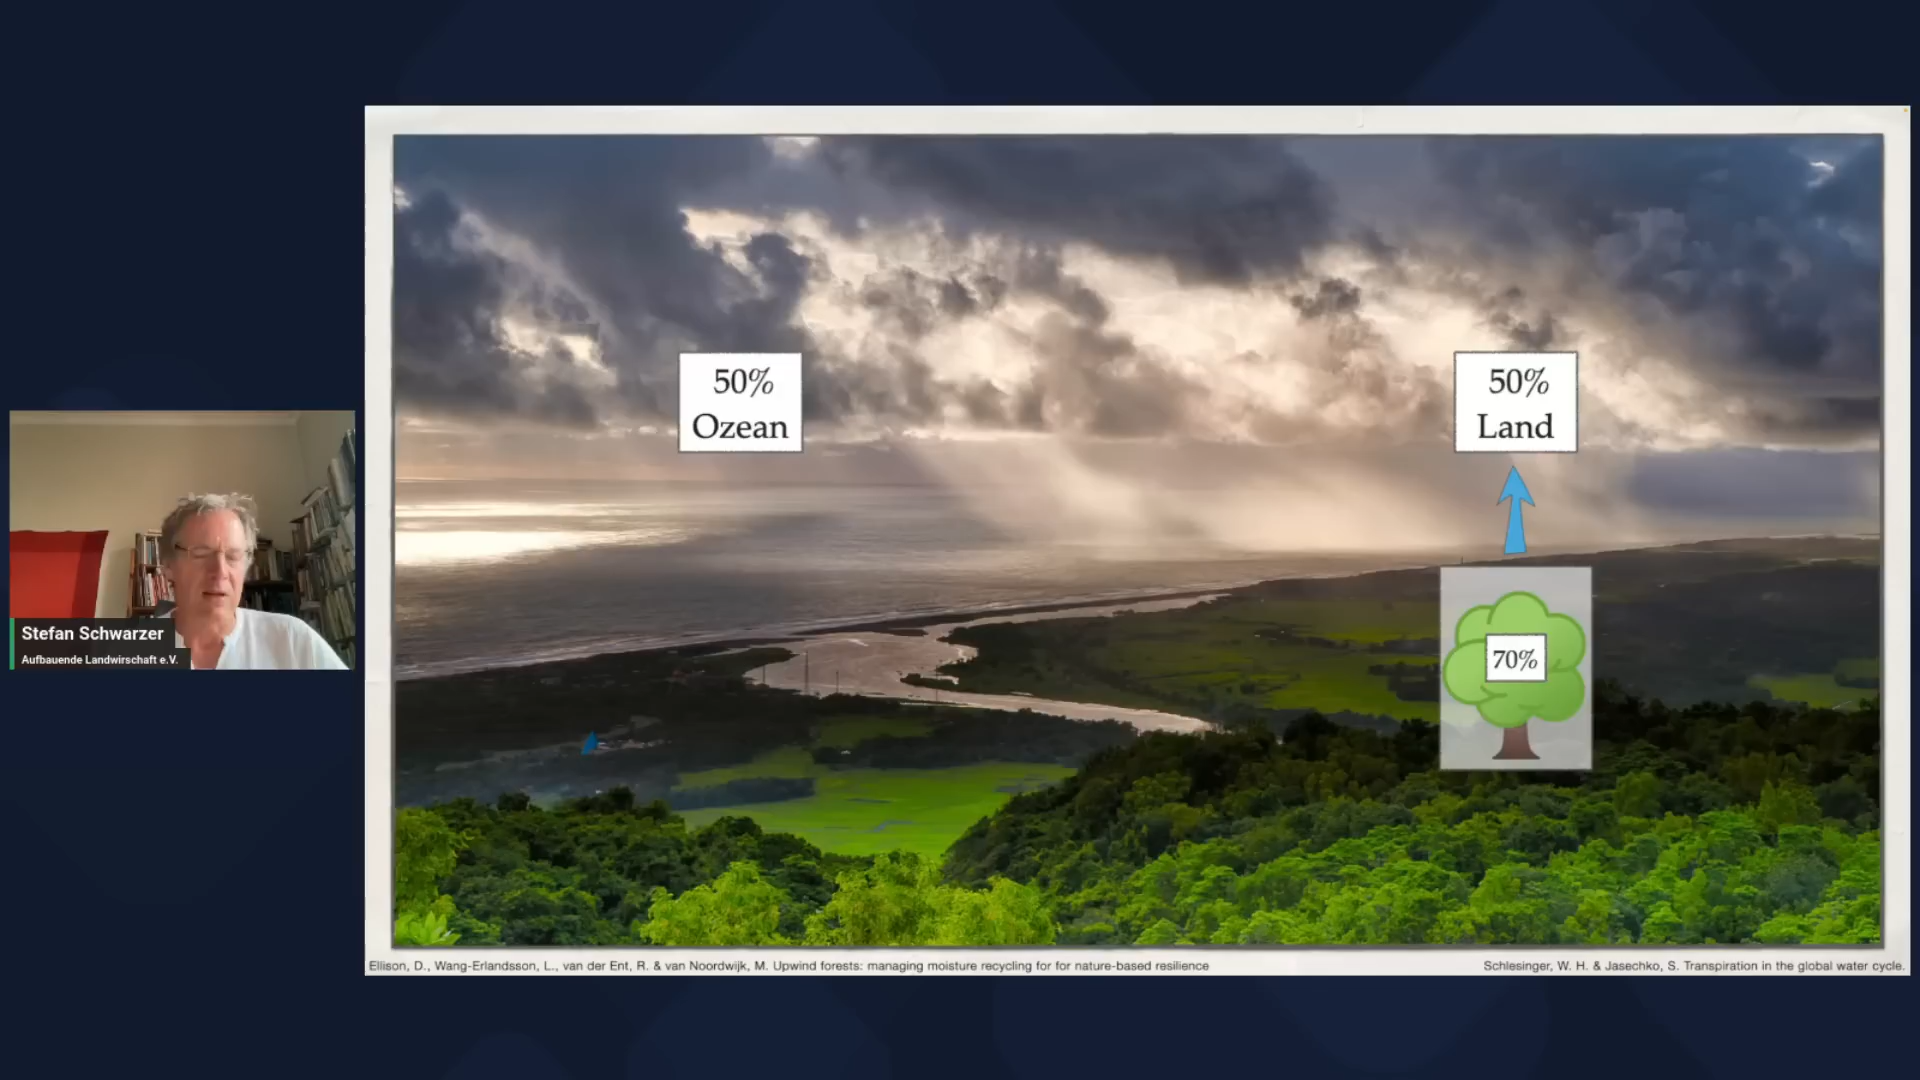 50%
Ozean
50%
Land
70%
Stefan Schwarzer
Aufbauende Landwirschaft e.V.
Ellison, D., Wang-Erlandsson, L., van der Ent, R. & van Noordwijk, M. Upwind forests: managing moisture recycling for for nature-based resilience
Schlesinger, W. H. & Jasechko, S. Transpiration in the global water cycle.